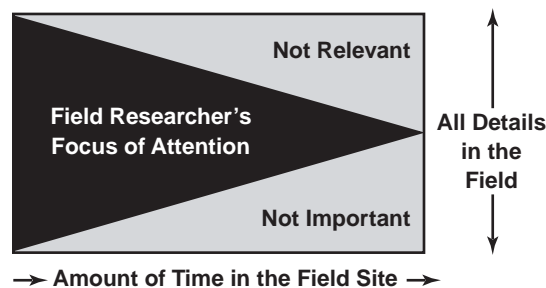 Not Relevant
Field Researcher's
Focus of Attention
All Details
in the
Field
Not Important
Amount of Time in the Field Site